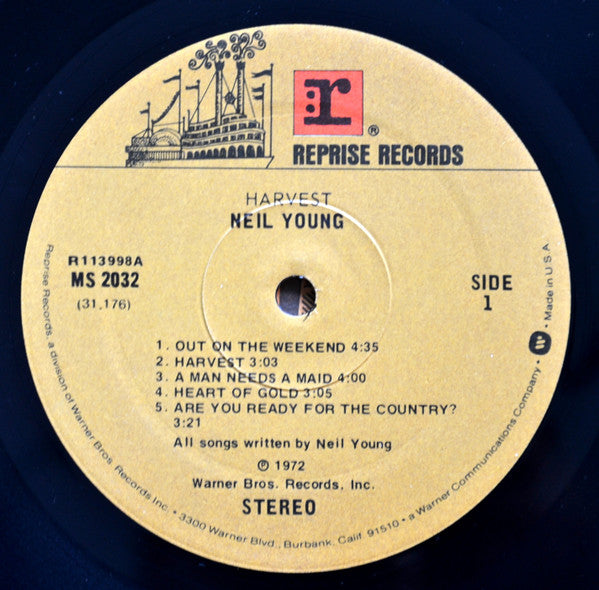 :r
®
REPRISE RECORDS
HARVEST
NEIL YOUNG
R113998A
MS 2032
(31,176)
SIDE
1
1. OUT ON THE WEEKEND 4:35
2. HARVEST 3:03
3. A MAN NEEDS A MAID 4:00
4. HEART OF GOLD 3:05
5. ARE YOU READY FOR THE COUNTRY?
3:21
All songs written by Neil Young
℗ 1972
Warner Bros. Records, Inc.
STEREO
Reprise Records, a division of Warner Bros. Records Inc. • 3300 Warner Blvd., Burbank, Calif. 91510 • a Warner Communications Company • W • Made in U.S.A.